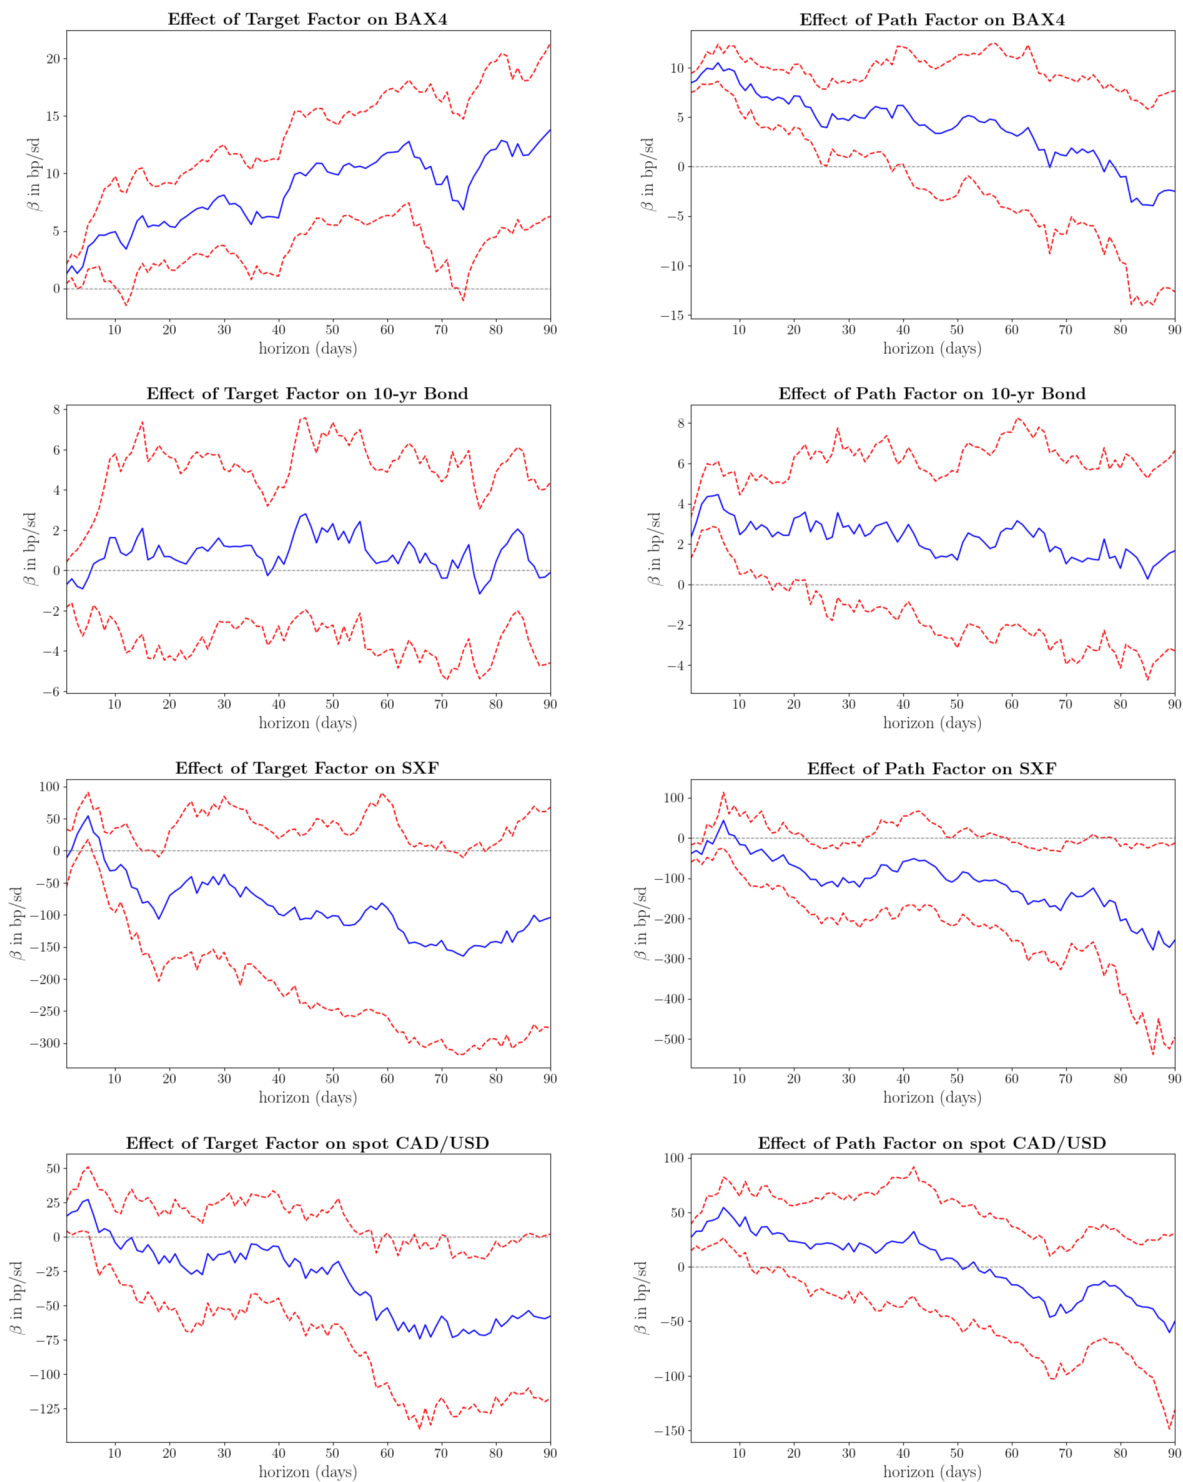 Effect of Target Factor on BAX4
β in bp/sd
20
15
10
5
0
10 20 30 40 50 60 70 80 90
horizon (days)
Effect of Path Factor on BAX4
β in bp/sd
10
5
0
−5
−10
−15
10 20 30 40 50 60 70 80 90
horizon (days)
Effect of Target Factor on 10-yr Bond
β in bp/sd
8
6
4
2
0
−2
−4
−6
10 20 30 40 50 60 70 80 90
horizon (days)
Effect of Path Factor on 10-yr Bond
β in bp/sd
8
6
4
2
0
−2
−4
10 20 30 40 50 60 70 80 90
horizon (days)
Effect of Target Factor on SXF
β in bp/sd
100
50
0
−50
−100
−150
−200
−250
−300
10 20 30 40 50 60 70 80 90
horizon (days)
Effect of Path Factor on SXF
β in bp/sd
100
0
−100
−200
−300
−400
−500
10 20 30 40 50 60 70 80 90
horizon (days)
Effect of Target Factor on spot CAD/USD
β in bp/sd
50
25
0
−25
−50
−75
−100
−125
10 20 30 40 50 60 70 80 90
horizon (days)
Effect of Path Factor on spot CAD/USD
β in bp/sd
100
50
0
−50
−100
−150
10 20 30 40 50 60 70 80 90
horizon (days)